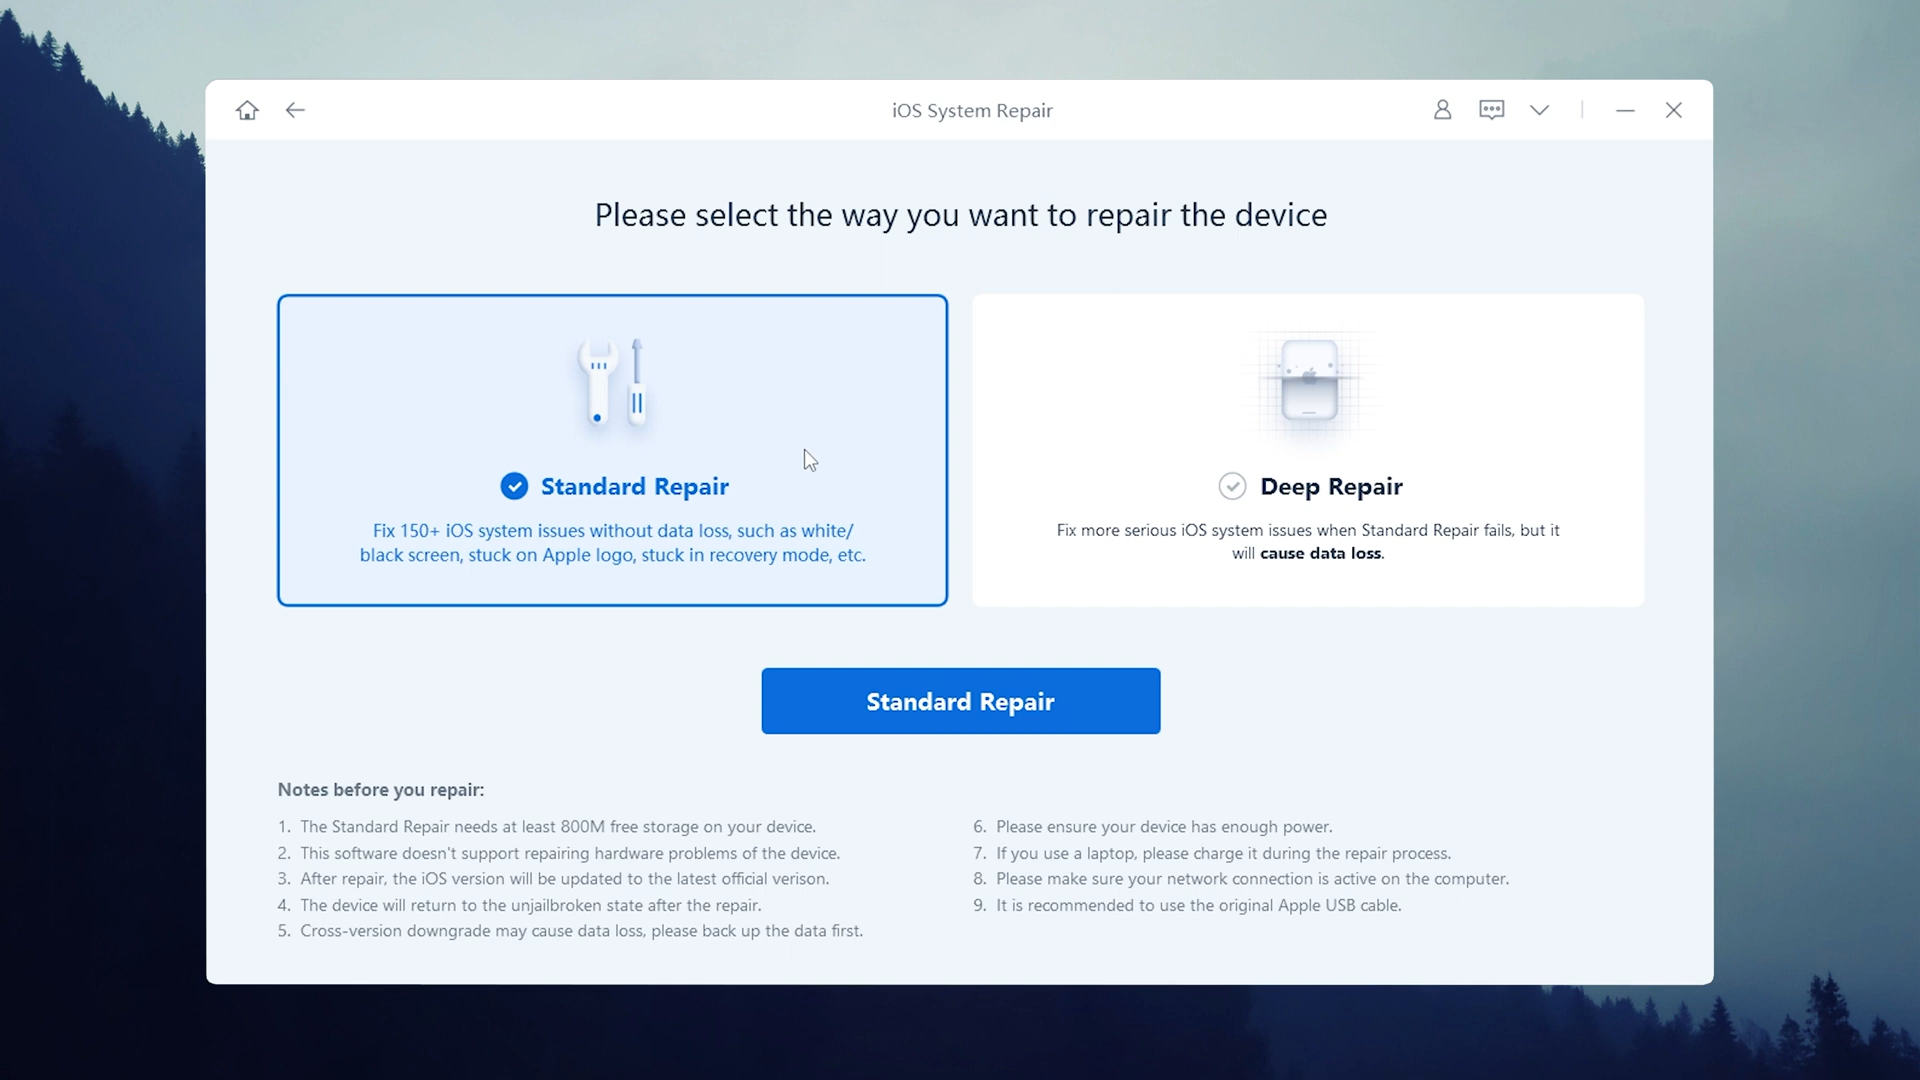 iOS System Repair
Please select the way you want to repair the device
Standard Repair
Fix 150+ iOS system issues without data loss, such as white/
black screen, stuck on Apple logo, stuck in recovery mode, etc.
Deep Repair
Fix more serious iOS system issues when Standard Repair fails, but it
will cause data loss.
Standard Repair
Notes before you repair:
1. The Standard Repair needs at least 800M free storage on your device.
2. This software doesn't support repairing hardware problems of the device.
3. After repair, the iOS version will be updated to the latest official verison.
4. The device will return to the unjailbroken state after the repair.
5. Cross-version downgrade may cause data loss, please back up the data first.
6. Please ensure your device has enough power.
7. If you use a laptop, please charge it during the repair process.
8. Please make sure your network connection is active on the computer.
9. It is recommended to use the original Apple USB cable.